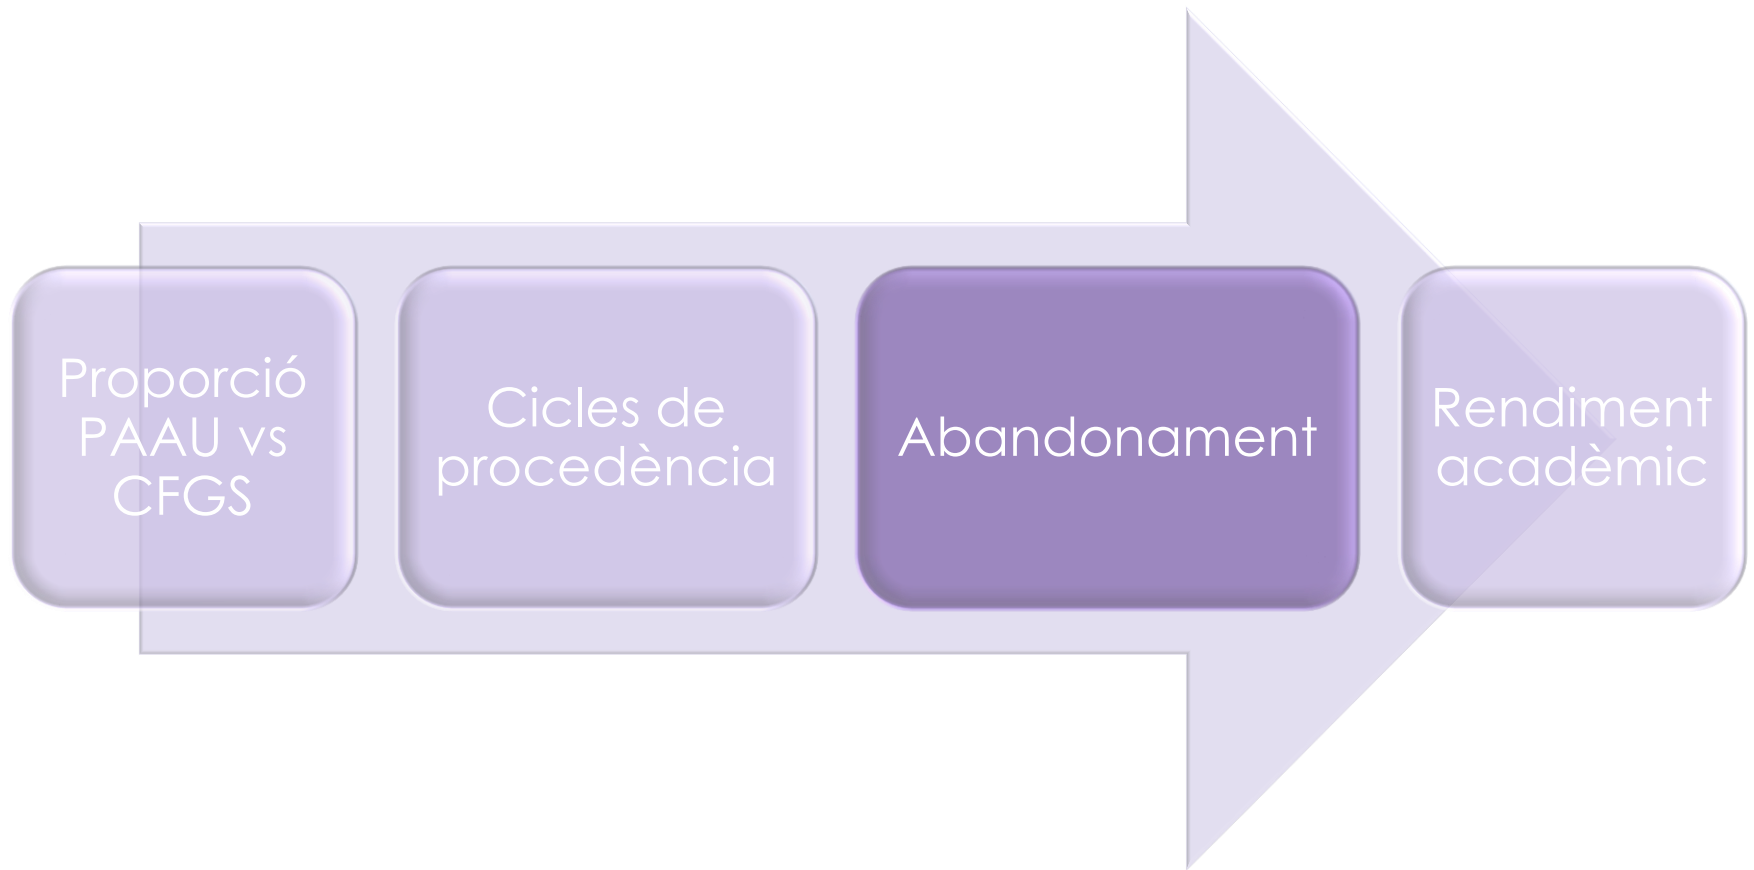 Proporció
PAAU vs
CFGS
Cicles de
procedència
Abandonament
Rendiment
acadèmic